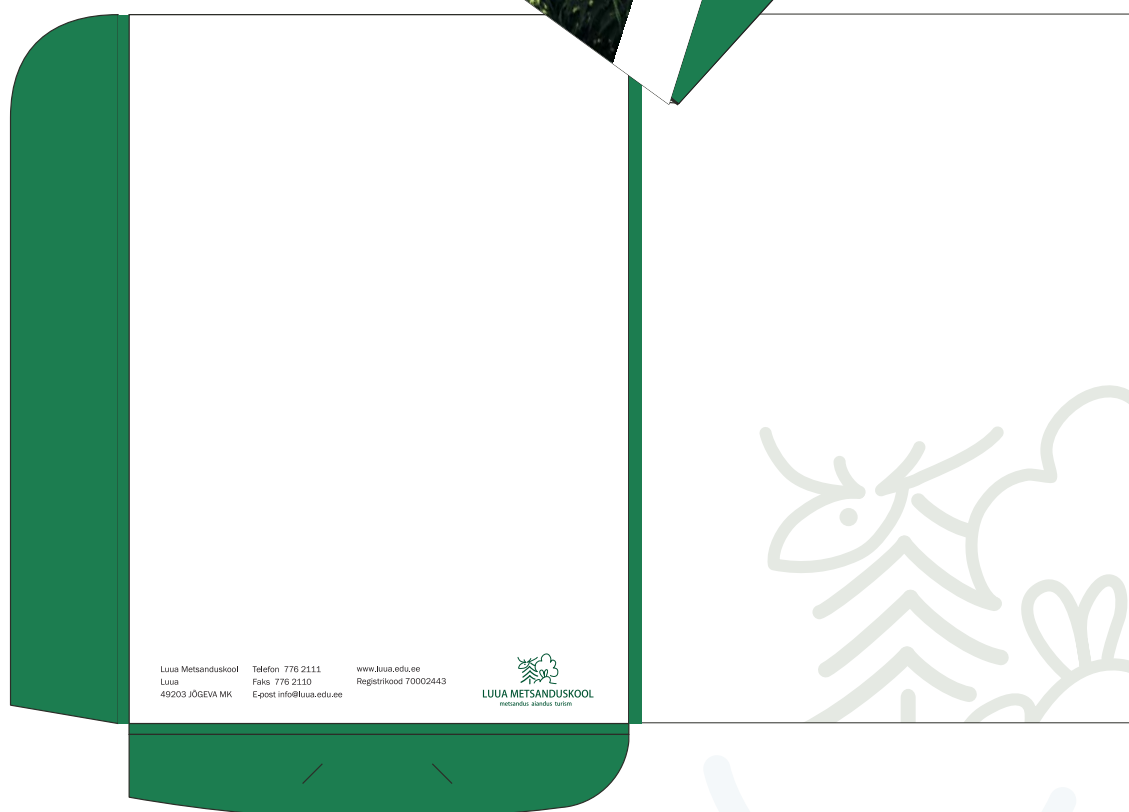 Luua Metsanduskool
Luua
49203 JÕGEVA MK
Telefon 776 2111
Faks 776 2110
E-post info@luua.edu.ee
www.luua.edu.ee
Registrikood 70002443
LUUA METSANDUSKOOL
metsandus aiandus turism